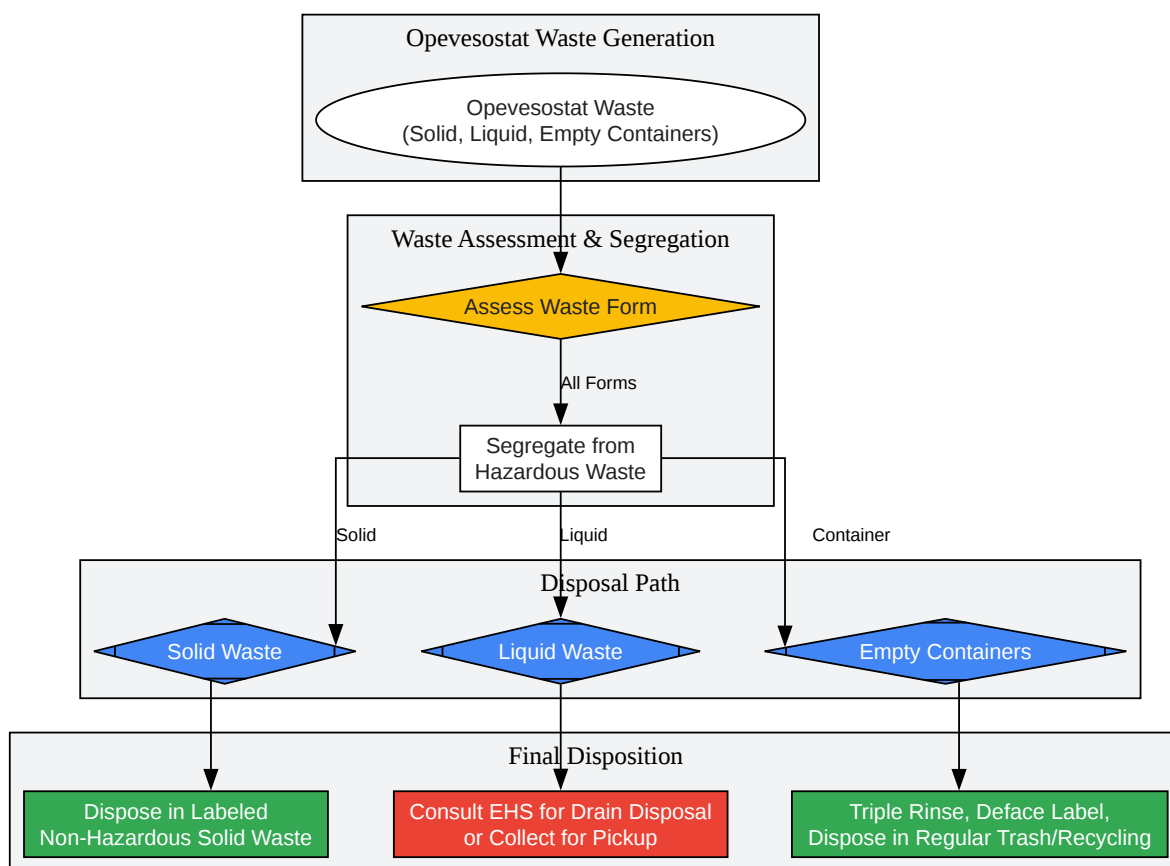 Opevesostat Waste Generation
Opevesostat Waste
(Solid, Liquid, Empty Containers)
Waste Assessment & Segregation
Assess Waste Form
All Forms
Segregate from
Hazardous Waste
Solid
Liquid
Container
Disposal Path
Solid Waste
Liquid Waste
Empty Containers
Final Disposition
Dispose in Labeled
Non-Hazardous Solid Waste
Consult EHS for Drain Disposal
or Collect for Pickup
Triple Rinse, Deface Label,
Dispose in Regular Trash/Recycling